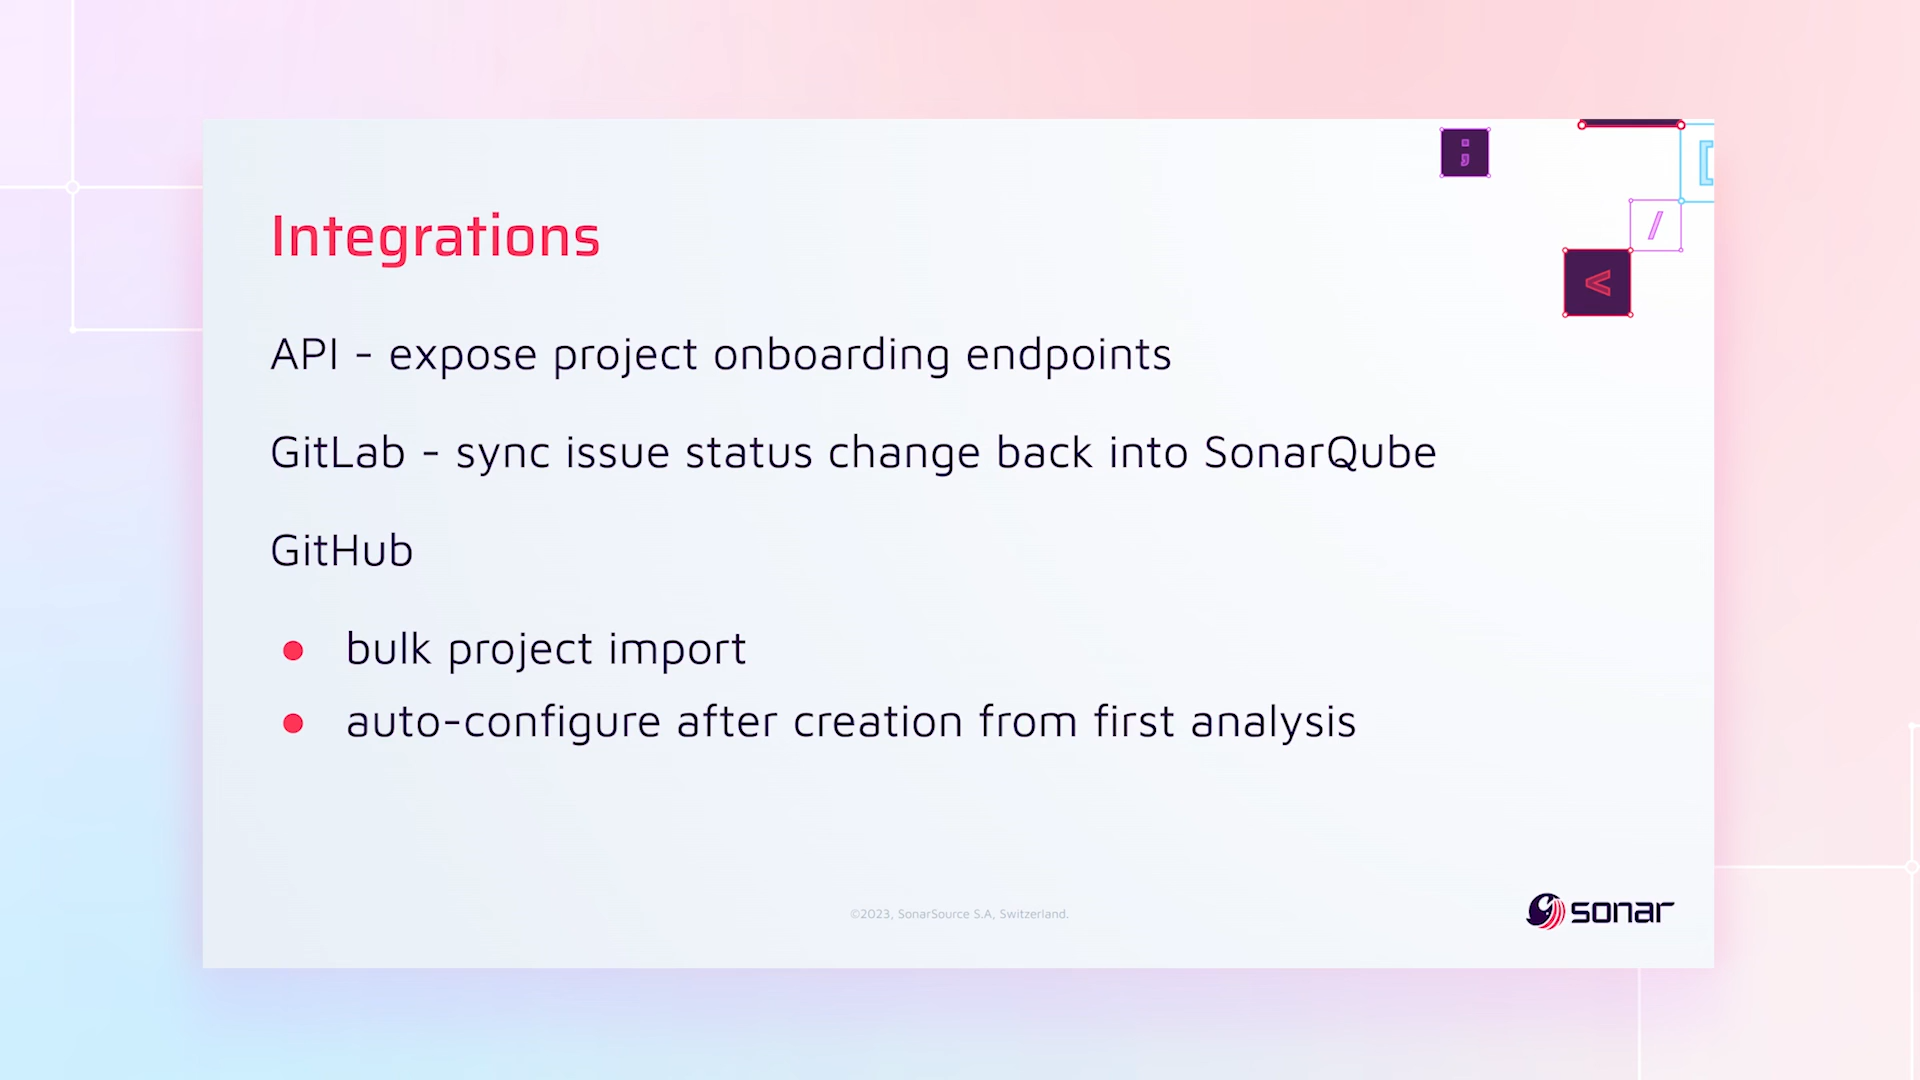 ;
[
/
<
Integrations
API - expose project onboarding endpoints
GitLab - sync issue status change back into SonarQube
GitHub
● bulk project import
● auto-configure after creation from first analysis
©2023, SonarSource S.A, Switzerland.
sonar